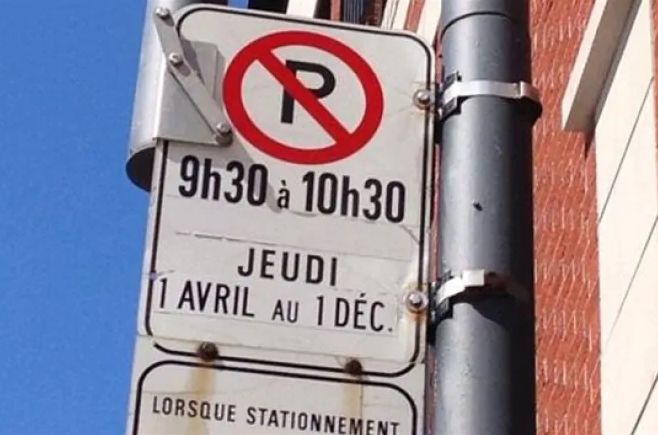 P
9h30 à 10h30
JEUDI
1 AVRIL AU 1 DÉC.
LORSQUE STATIONNEMENT